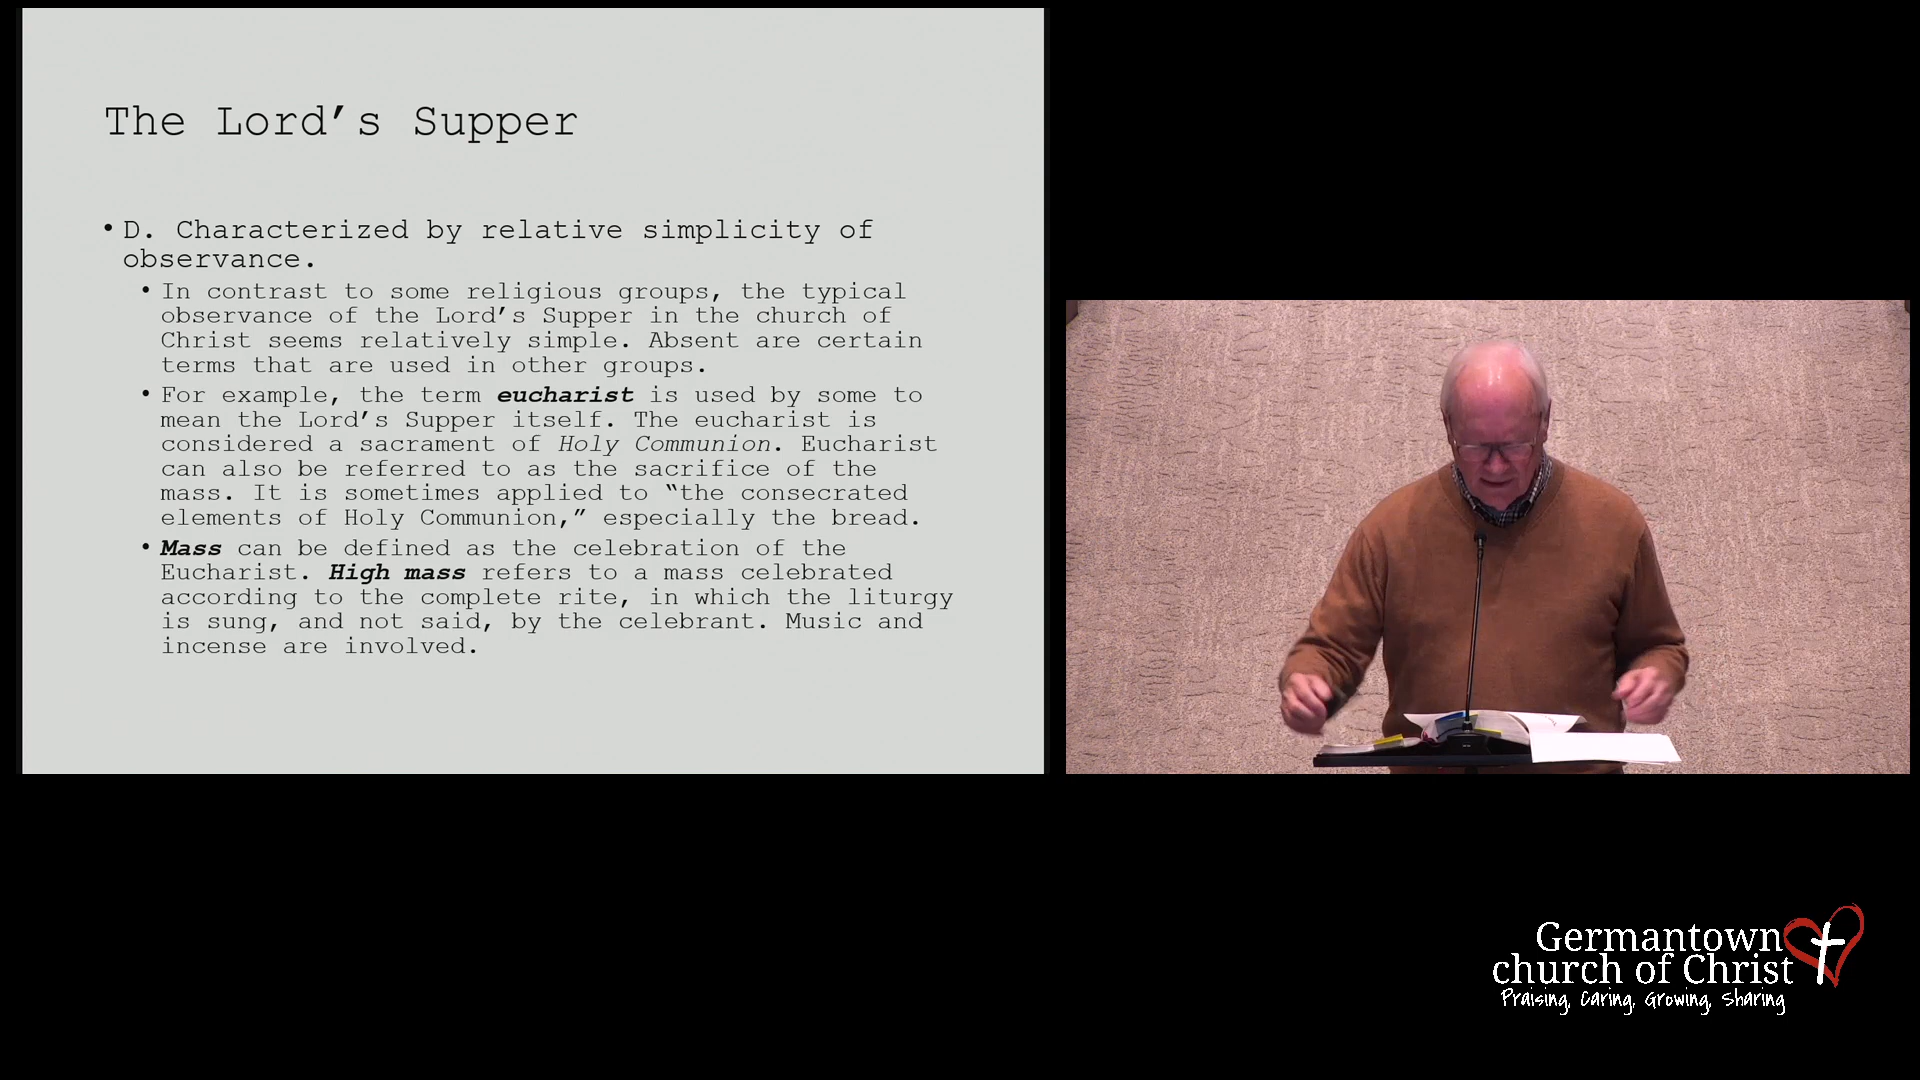 The Lord’s Supper
• D. Characterized by relative simplicity of
observance.
• In contrast to some religious groups, the typical
observance of the Lord’s Supper in the church of
Christ seems relatively simple. Absent are certain
terms that are used in other groups.
• For example, the term eucharist is used by some to
mean the Lord’s Supper itself. The eucharist is
considered a sacrament of Holy Communion. Eucharist
can also be referred to as the sacrifice of the
mass. It is sometimes applied to “the consecrated
elements of Holy Communion,” especially the bread.
• Mass can be defined as the celebration of the
Eucharist. High mass refers to a mass celebrated
according to the complete rite, in which the liturgy
is sung, and not said, by the celebrant. Music and
incense are involved.
Germantown
church of Christ
Praising, Caring, Growing, Sharing